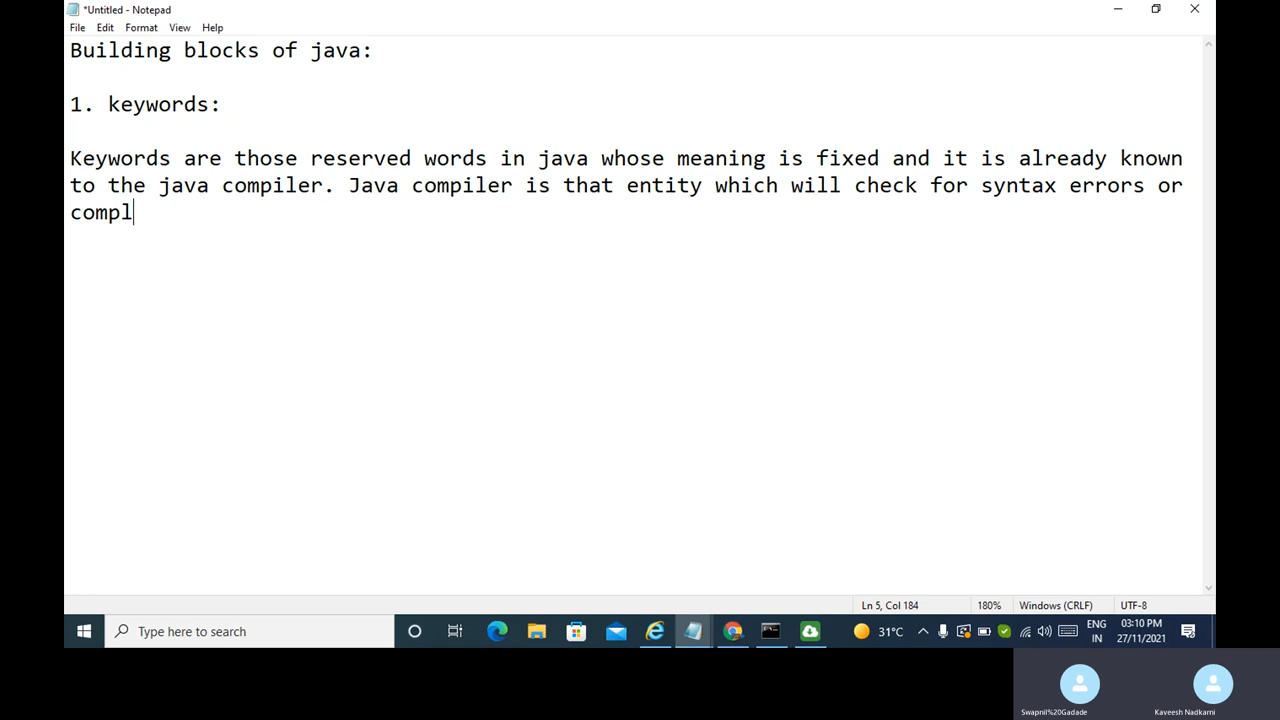 *Untitled - Notepad
File Edit Format View Help
Building blocks of java:
1. keywords:
Keywords are those reserved words in java whose meaning is fixed and it is already known
to the java compiler. Java compiler is that entity which will check for syntax errors or
compl
Ln 5, Col 184 180% Windows (CRLF) UTF-8
Type here to search 31°C ENG 03:10 PM
IN 27/11/2021
Swapnil%20Gadade Kaveesh Nadkarni